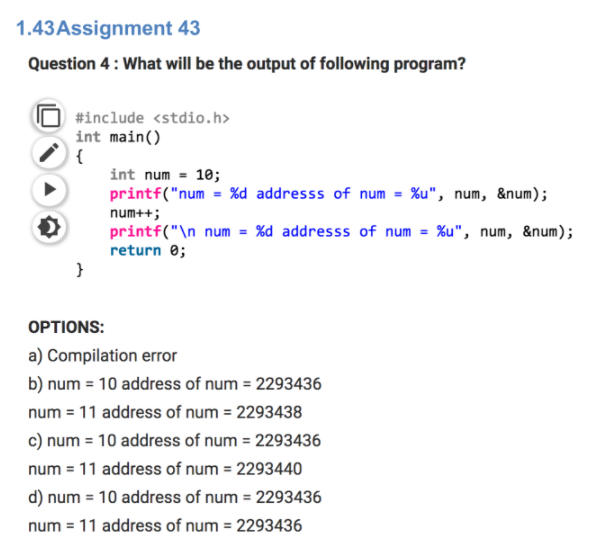 1.43Assignment 43
Question 4 : What will be the output of following program?
#include <stdio.h>
int main()
{
int num = 10;
printf("num = %d addresss of num = %u", num, &num);
num++;
printf("\n num = %d addresss of num = %u", num, &num);
return 0;
}
OPTIONS:
a) Compilation error
b) num = 10 address of num = 2293436
num = 11 address of num = 2293438
c) num = 10 address of num = 2293436
num = 11 address of num = 2293440
d) num = 10 address of num = 2293436
num = 11 address of num = 2293436